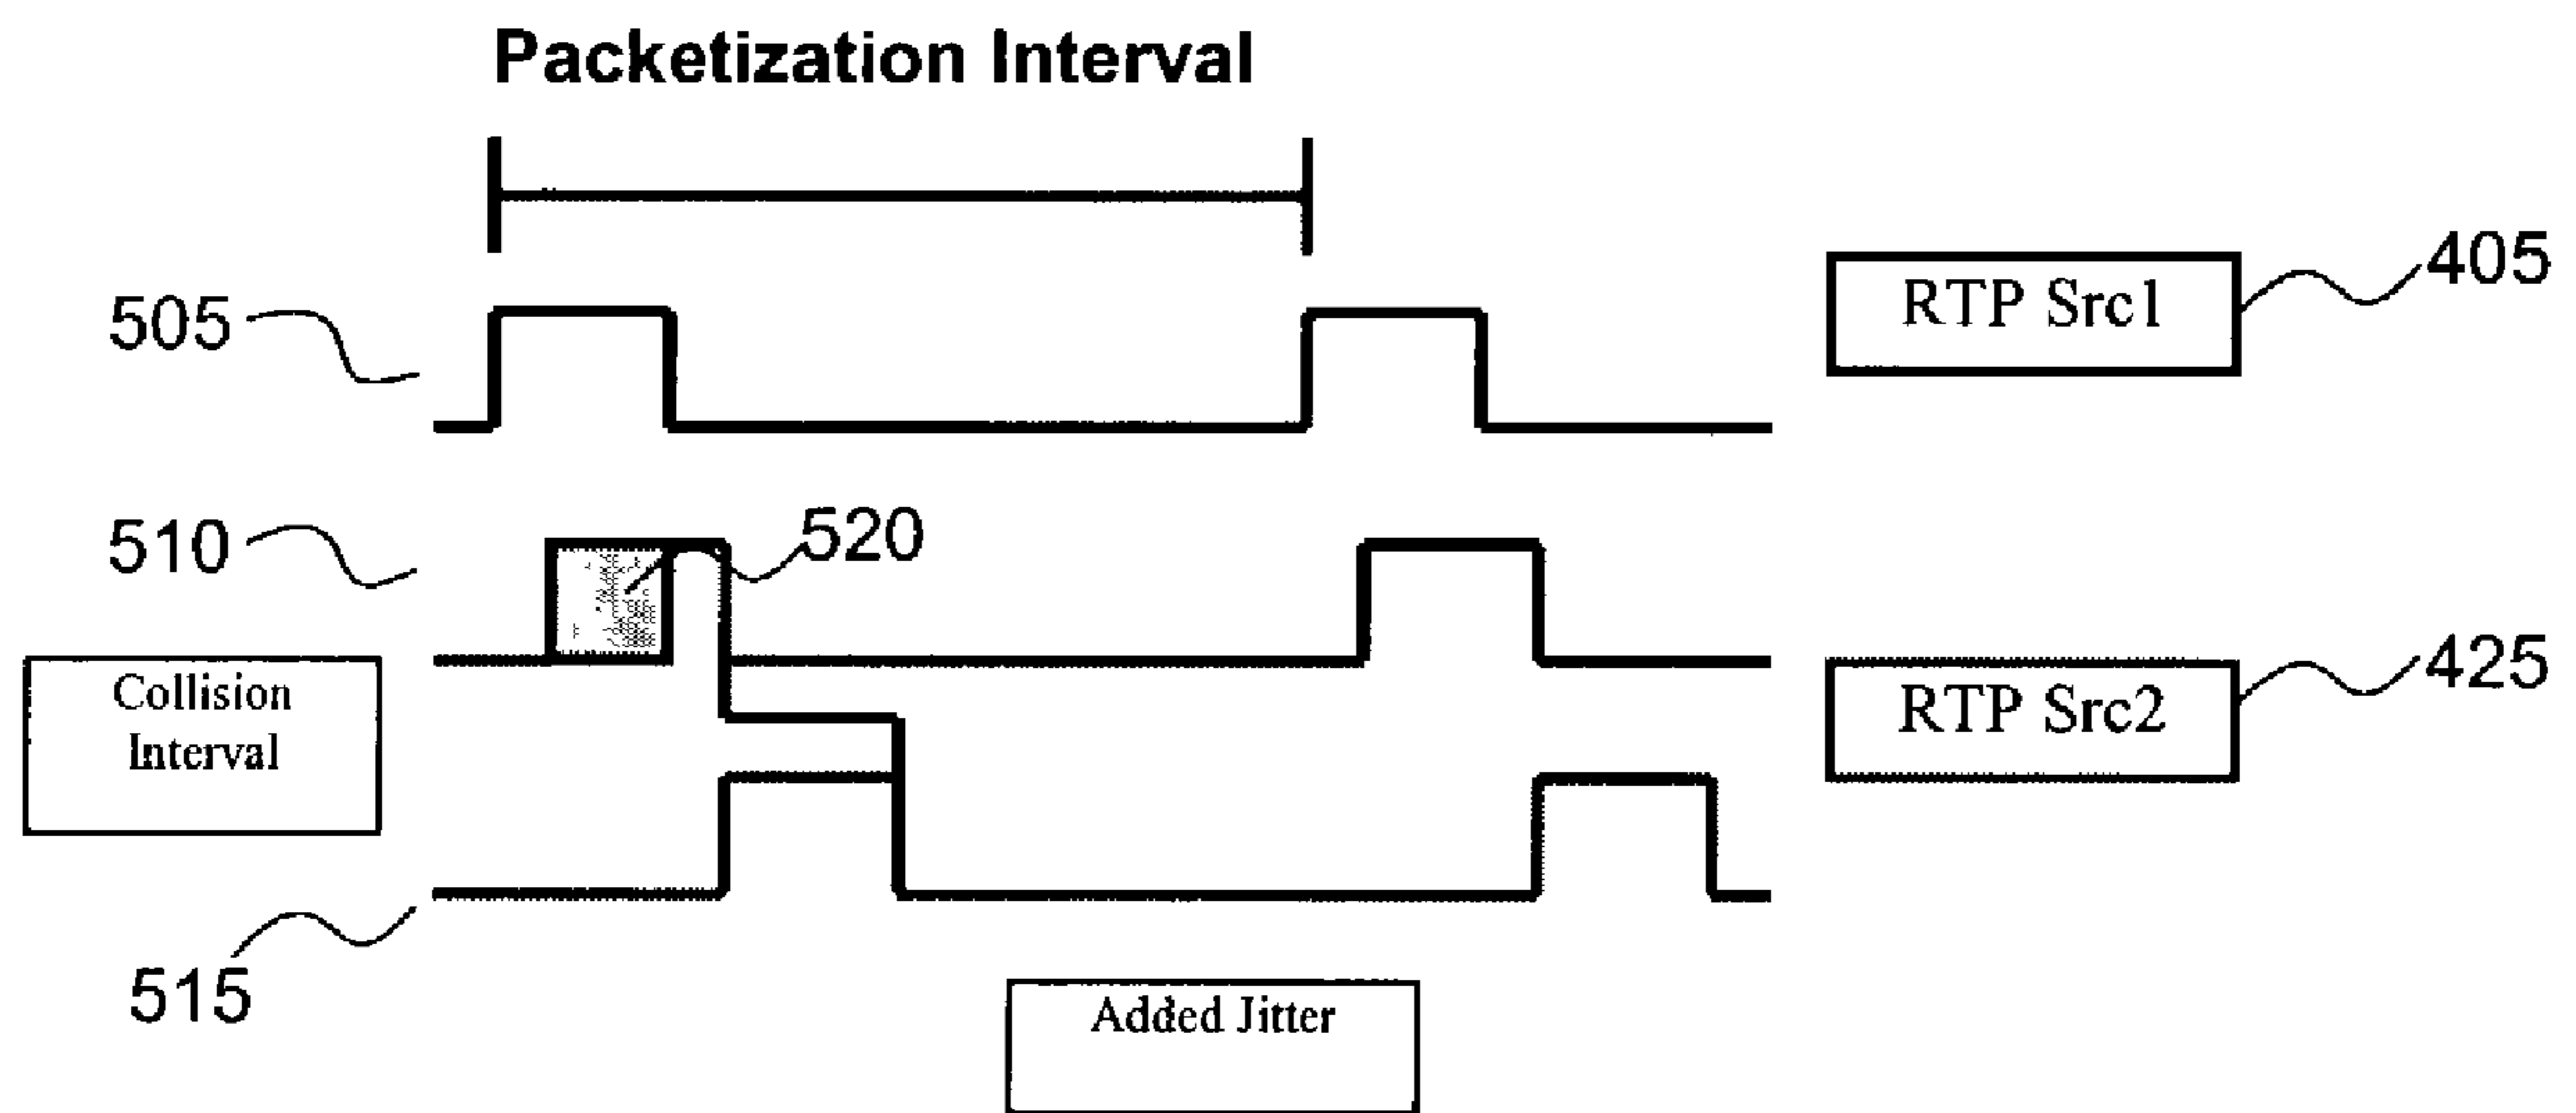 Packetization Interval
505
RTP Src1
405
510
520
Collision
Interval
RTP Src2
425
515
Added Jitter